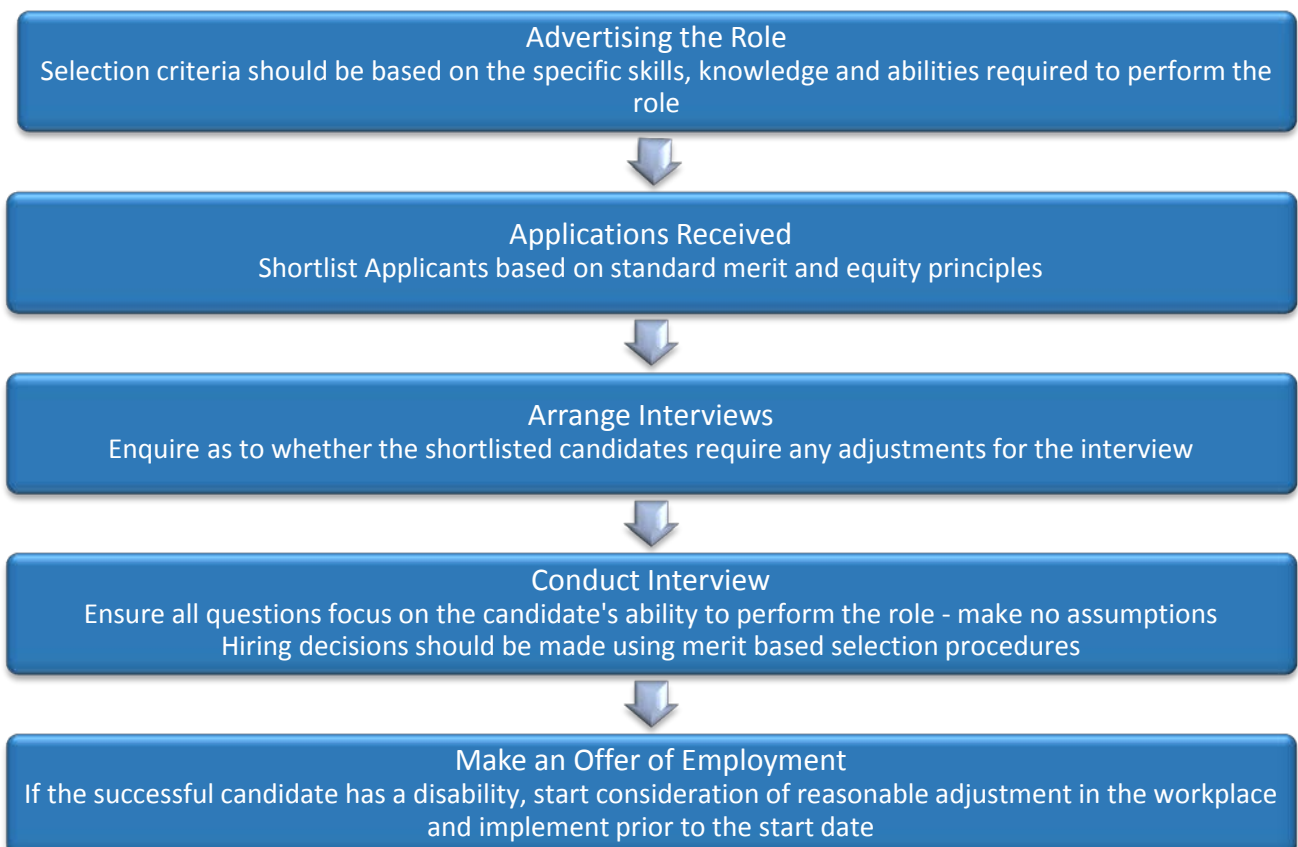 Advertising the Role
Selection criteria should be based on the specific skills, knowledge and abilities required to perform the
role
Applications Received
Shortlist Applicants based on standard merit and equity principles
Arrange Interviews
Enquire as to whether the shortlisted candidates require any adjustments for the interview
Conduct Interview
Ensure all questions focus on the candidate's ability to perform the role - make no assumptions
Hiring decisions should be made using merit based selection procedures
Make an Offer of Employment
If the successful candidate has a disability, start consideration of reasonable adjustment in the workplace
and implement prior to the start date